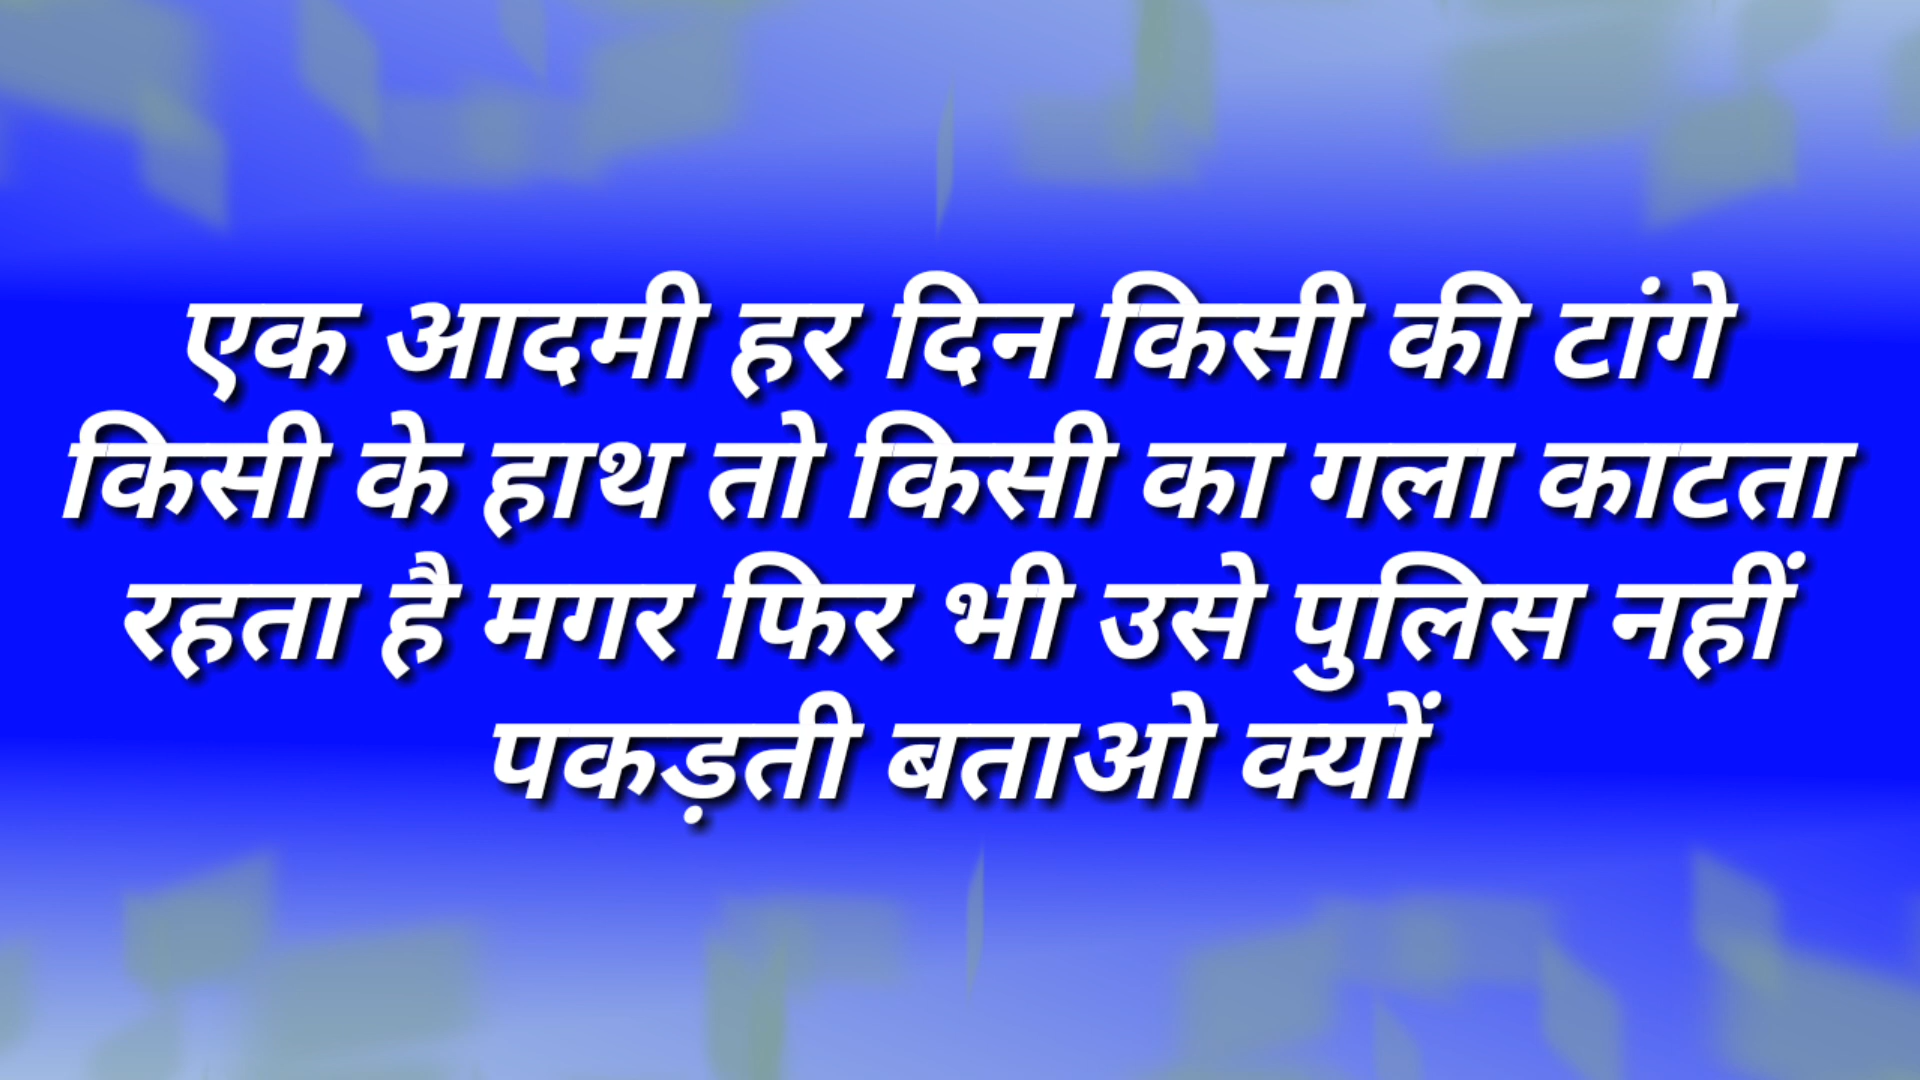 एक आदमी हर दिन किसी की टांगे
किसी के हाथ तो किसी का गला काटता
रहता है मगर फिर भी उसे पुलिस नहीं
पकड़ती बताओ क्यों